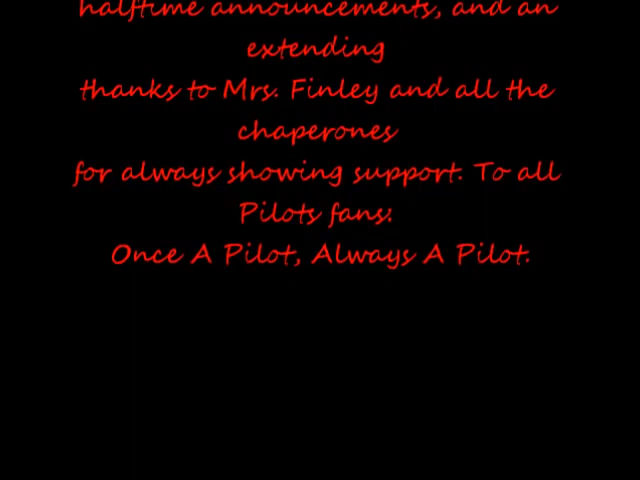 halftime announcements, and an
extending
thanks to Mrs. Finley and all the
chaperones
for always showing support. To all
Pilots fans:
Once A Pilot, Always A Pilot.